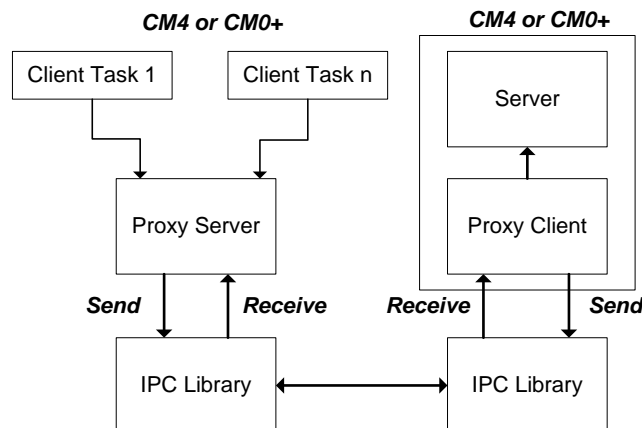 CM4 or CM0+
CM4 or CM0+
Client Task 1
Client Task n
Server
Proxy Server
Proxy Client
Send
Receive
Receive
Send
IPC Library
IPC Library